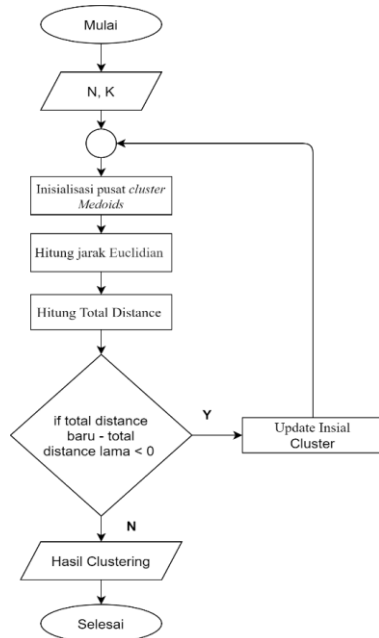 Mulai
N, K
Inisialisasi pusat cluster
Medoids
Hitung jarak Euclidian
Hitung Total Distance
if total distance
baru - total
distance lama < 0
Y
Update Insial
Cluster
N
Hasil Clustering
Selesai